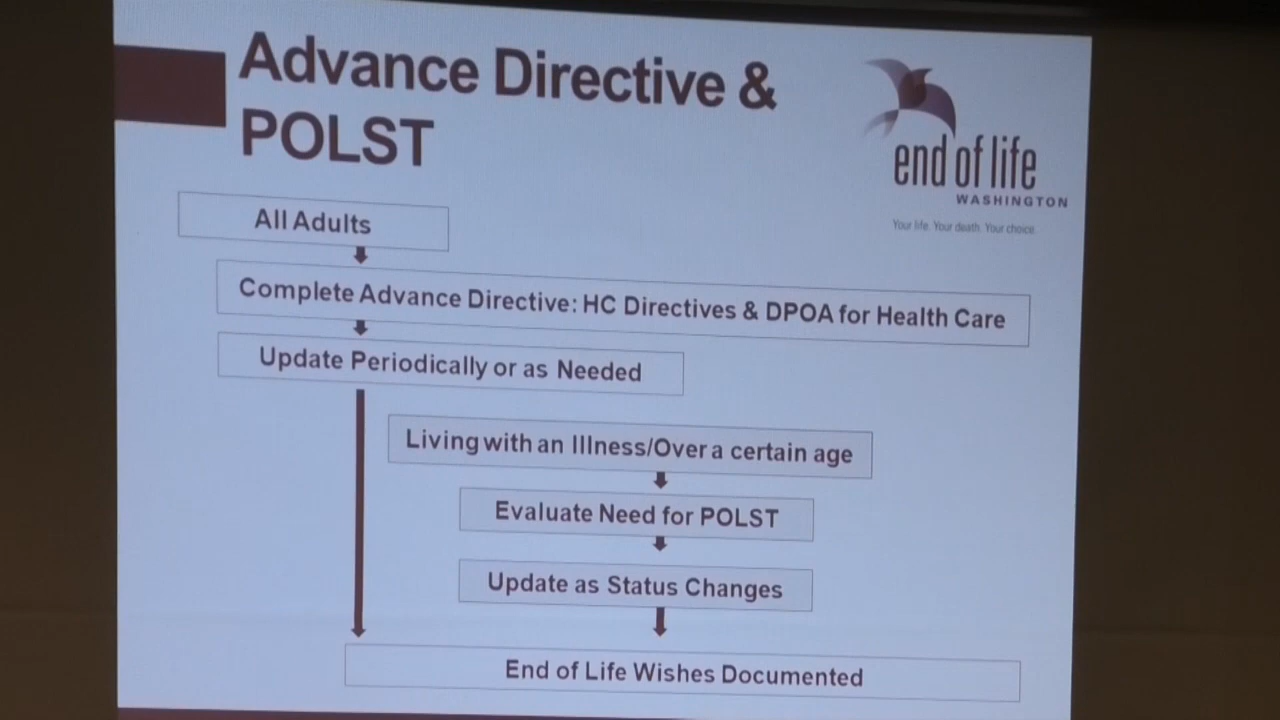 Advance Directive &
POLST
end of life
WASHINGTON
Your life. Your death. Your choice.
All Adults
Complete Advance Directive: HC Directives & DPOA for Health Care
Update Periodically or as Needed
Living with an Illness/Over a certain age
Evaluate Need for POLST
Update as Status Changes
End of Life Wishes Documented